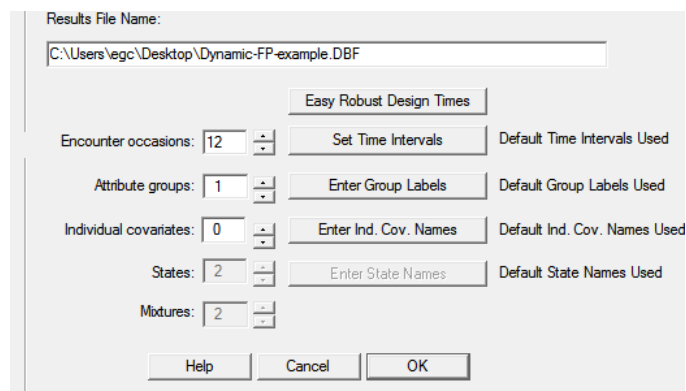 Results File Name:
C:\Users\egc\Desktop\Dynamic-FP-example.DBF
Easy Robust Design Times
Encounter occasions: 12 Set Time Intervals Default Time Intervals Used
Attribute groups: 1 Enter Group Labels Default Group Labels Used
Individual covariates: 0 Enter Ind. Cov. Names Default Ind. Cov. Names Used
States: 2 Enter State Names Default State Names Used
Mixtures: 2
Help Cancel OK